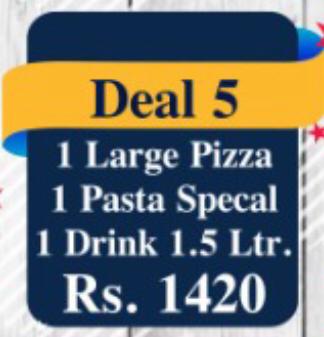 Deal 5
1 Large Pizza
1 Pasta Specal
1 Drink 1.5 Ltr.
Rs. 1420